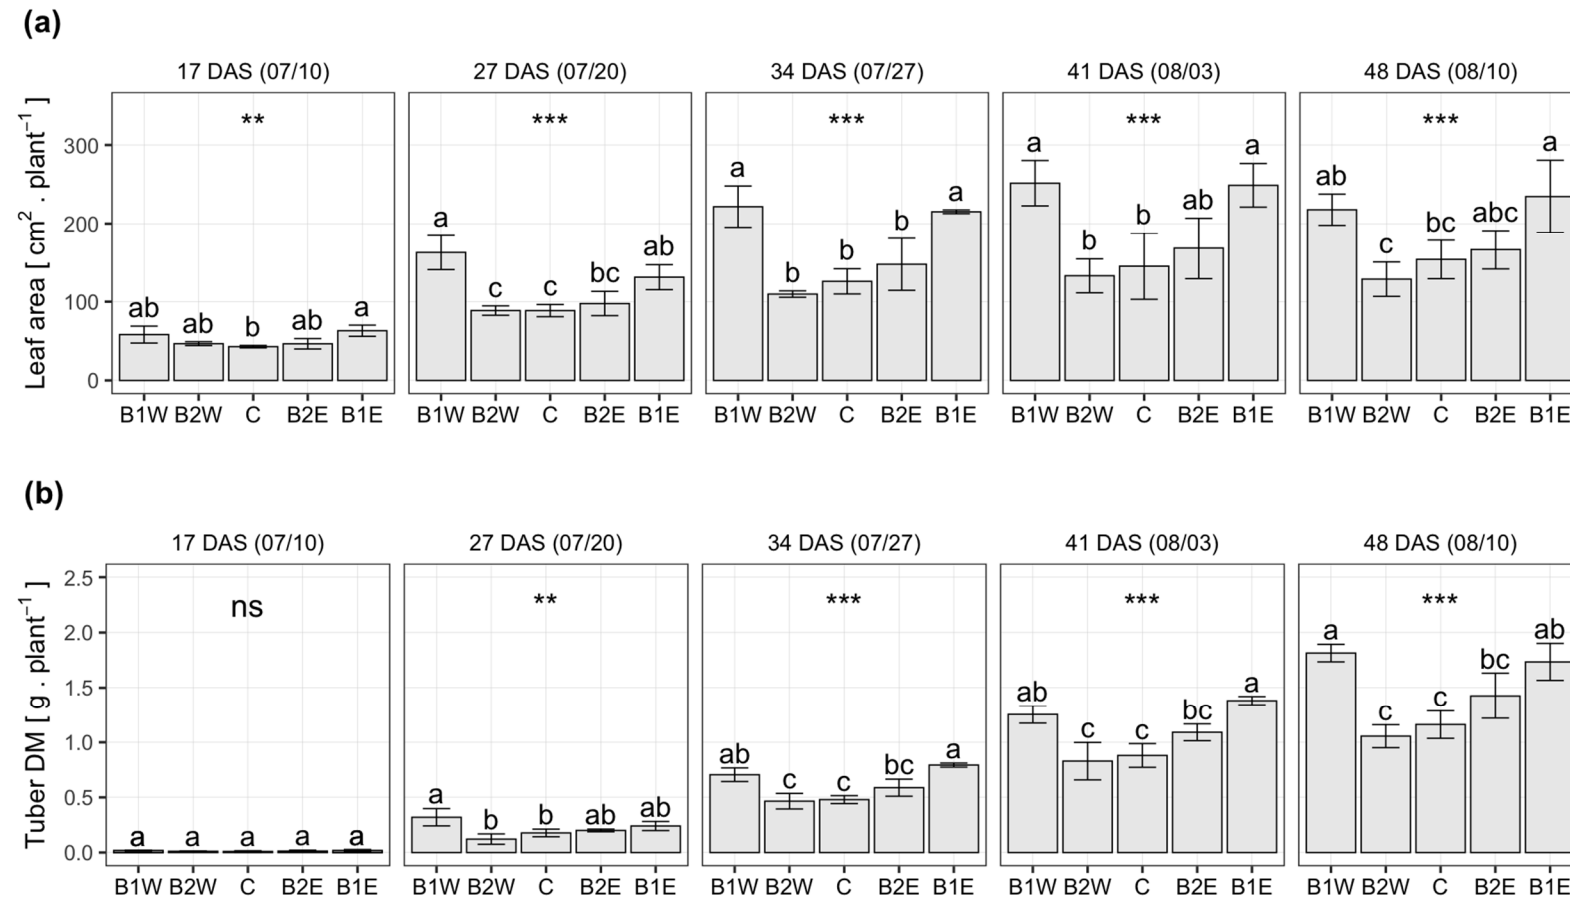 (a)
17 DAS (07/10) 27 DAS (07/20) 34 DAS (07/27) 41 DAS (08/03) 48 DAS (08/10)
Leaf area [ cm² . plant⁻¹ ]
300
200
100
0
** *** *** *** ***
ab ab b ab a
a c c bc ab
a b b b a
a b b ab a
ab c bc abc a
B1W B2W C B2E B1E B1W B2W C B2E B1E B1W B2W C B2E B1E B1W B2W C B2E B1E B1W B2W C B2E B1E
(b)
17 DAS (07/10) 27 DAS (07/20) 34 DAS (07/27) 41 DAS (08/03) 48 DAS (08/10)
Tuber DM [ g . plant⁻¹ ]
2.5
2.0
1.5
1.0
0.5
0.0
ns ** *** *** ***
a a a a a
a b b ab ab
ab c c bc a
ab c c bc a
a c c bc ab
B1W B2W C B2E B1E B1W B2W C B2E B1E B1W B2W C B2E B1E B1W B2W C B2E B1E B1W B2W C B2E B1E